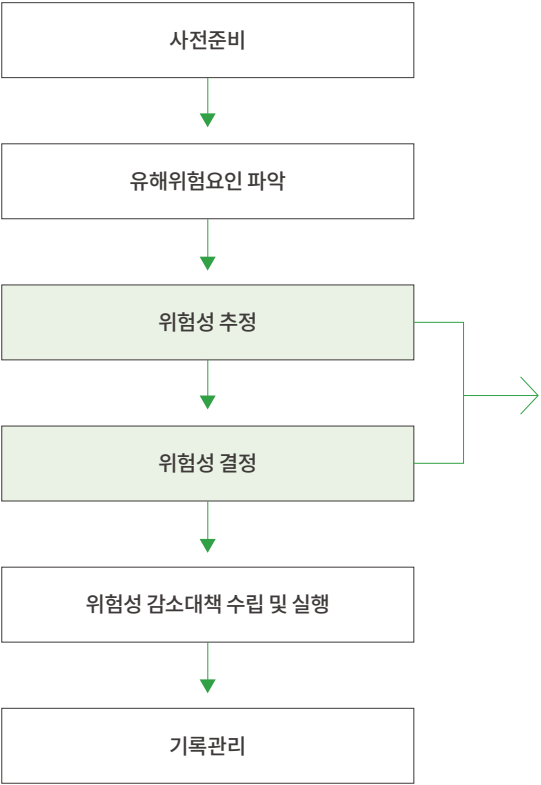 사전준비
유해위험요인 파악
위험성 추정
위험성 결정
위험성 감소대책 수립 및 실행
기록관리